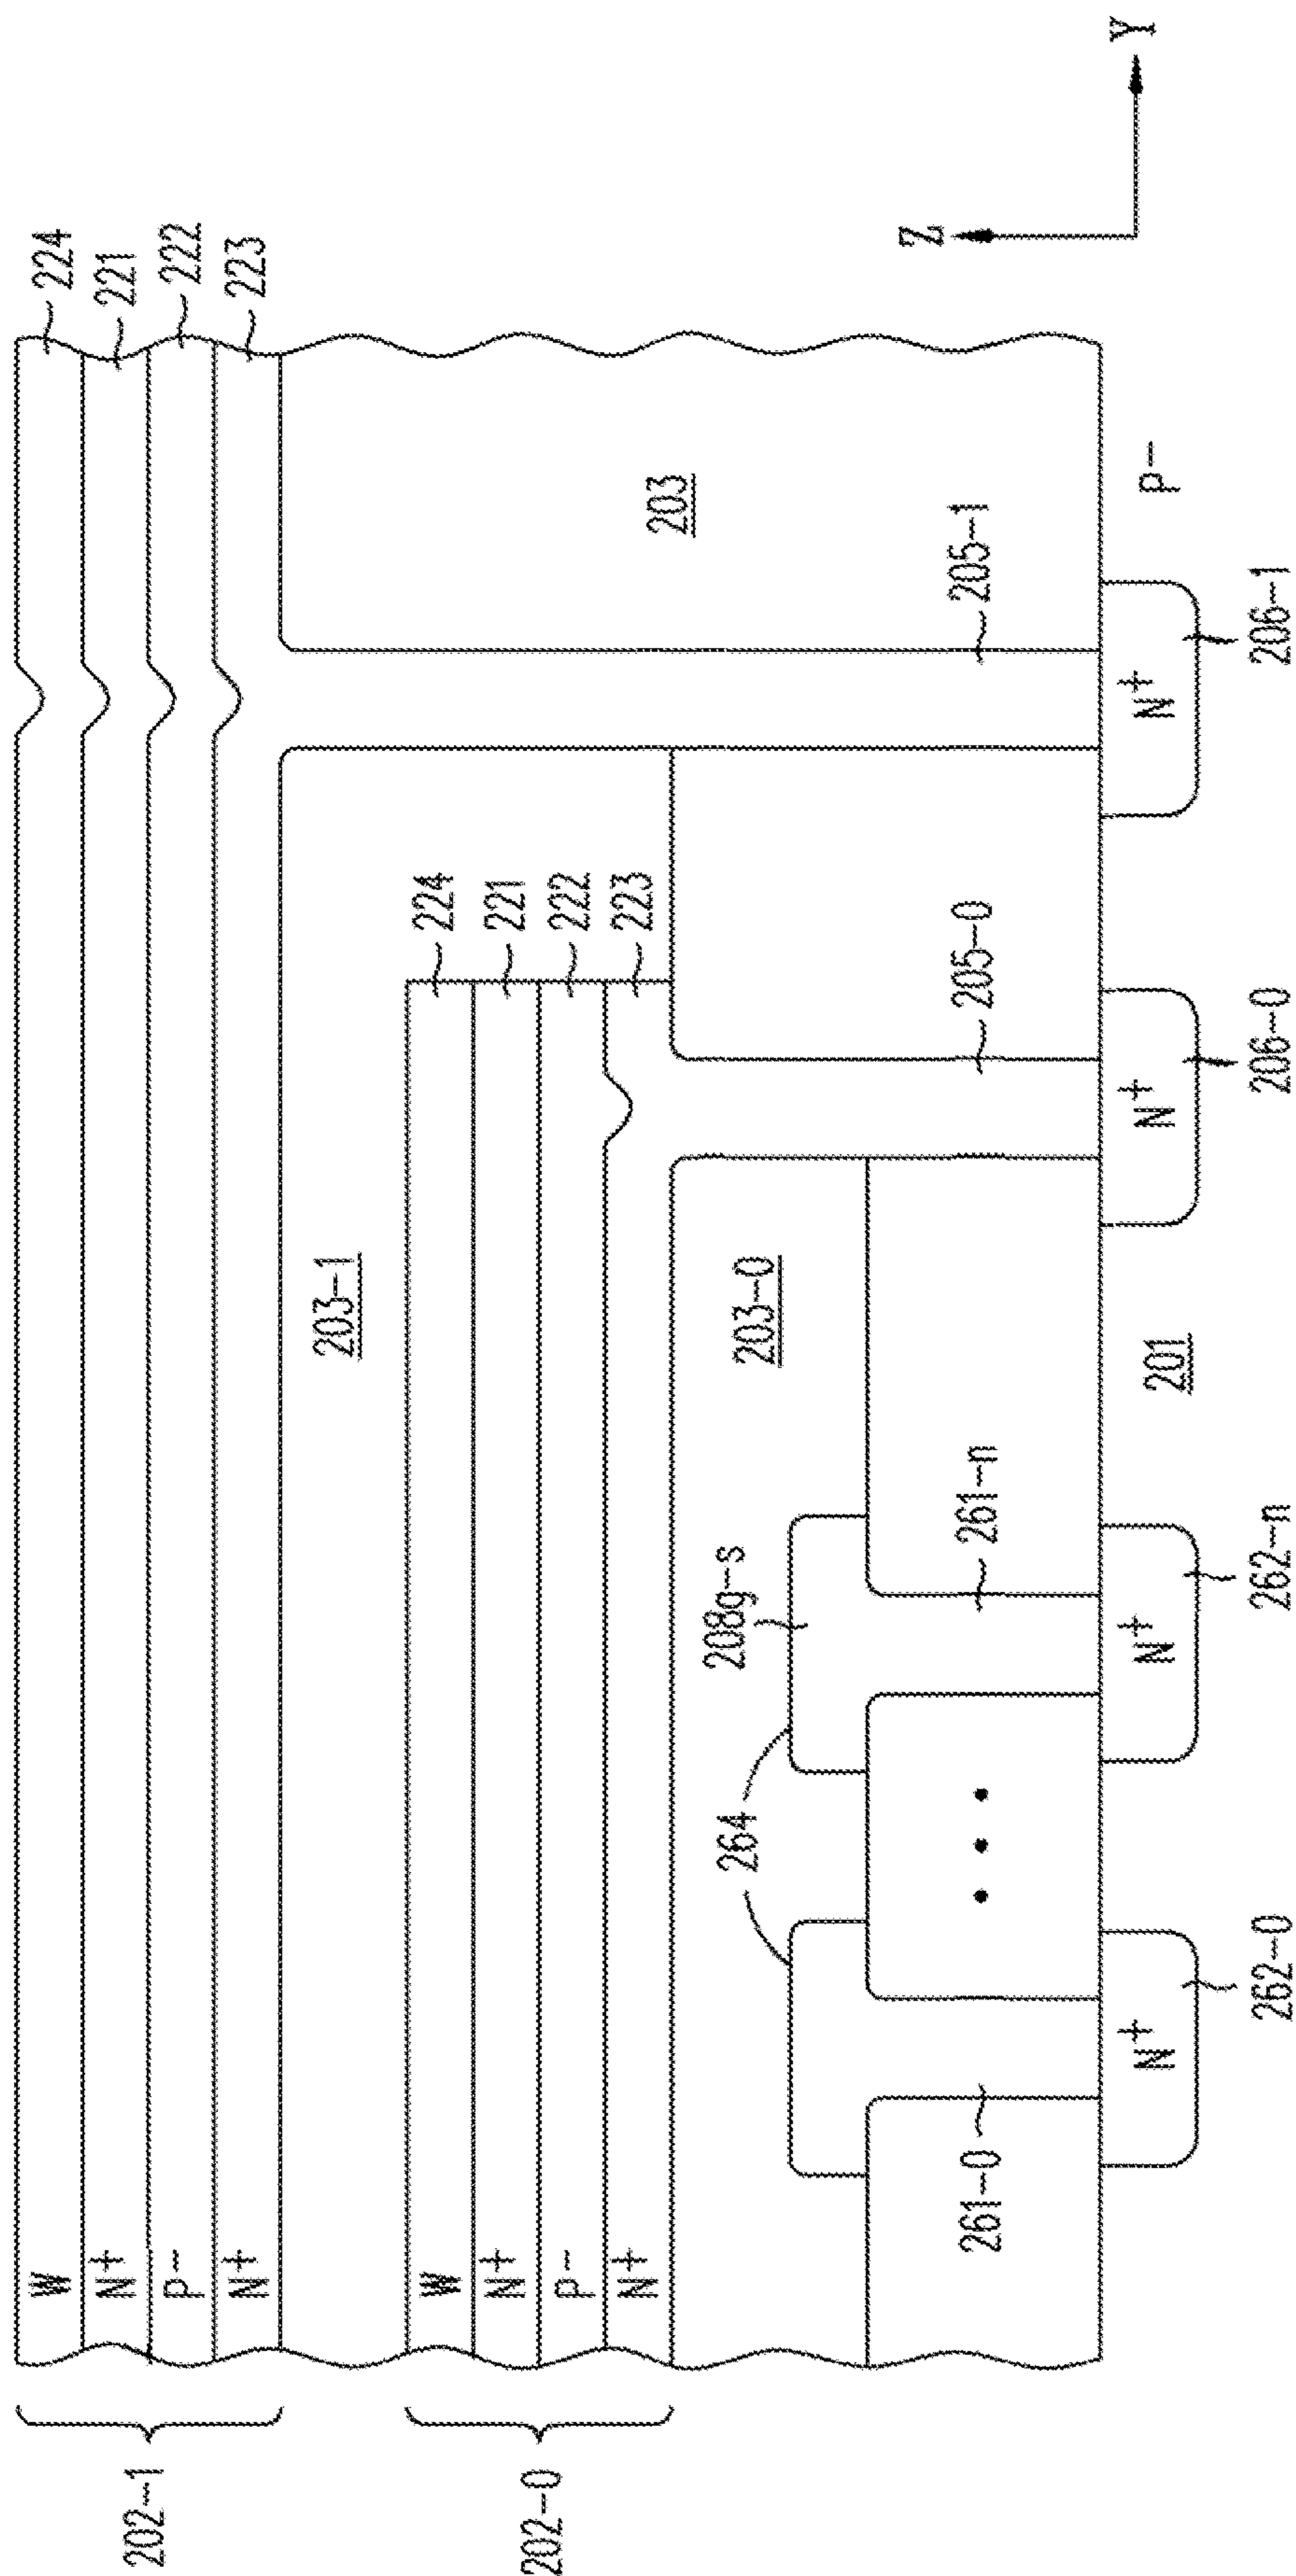 202-1
W
N+
P-
N+
224
221
222
223
202-0
W
N+
P-
N+
224
221
222
223
203-1
203
203-0
264
208g-s
261-0
261-n
205-0
205-1
N+
N+
N+
N+
201
P-
262-0
262-n
206-0
206-1
Z
Y